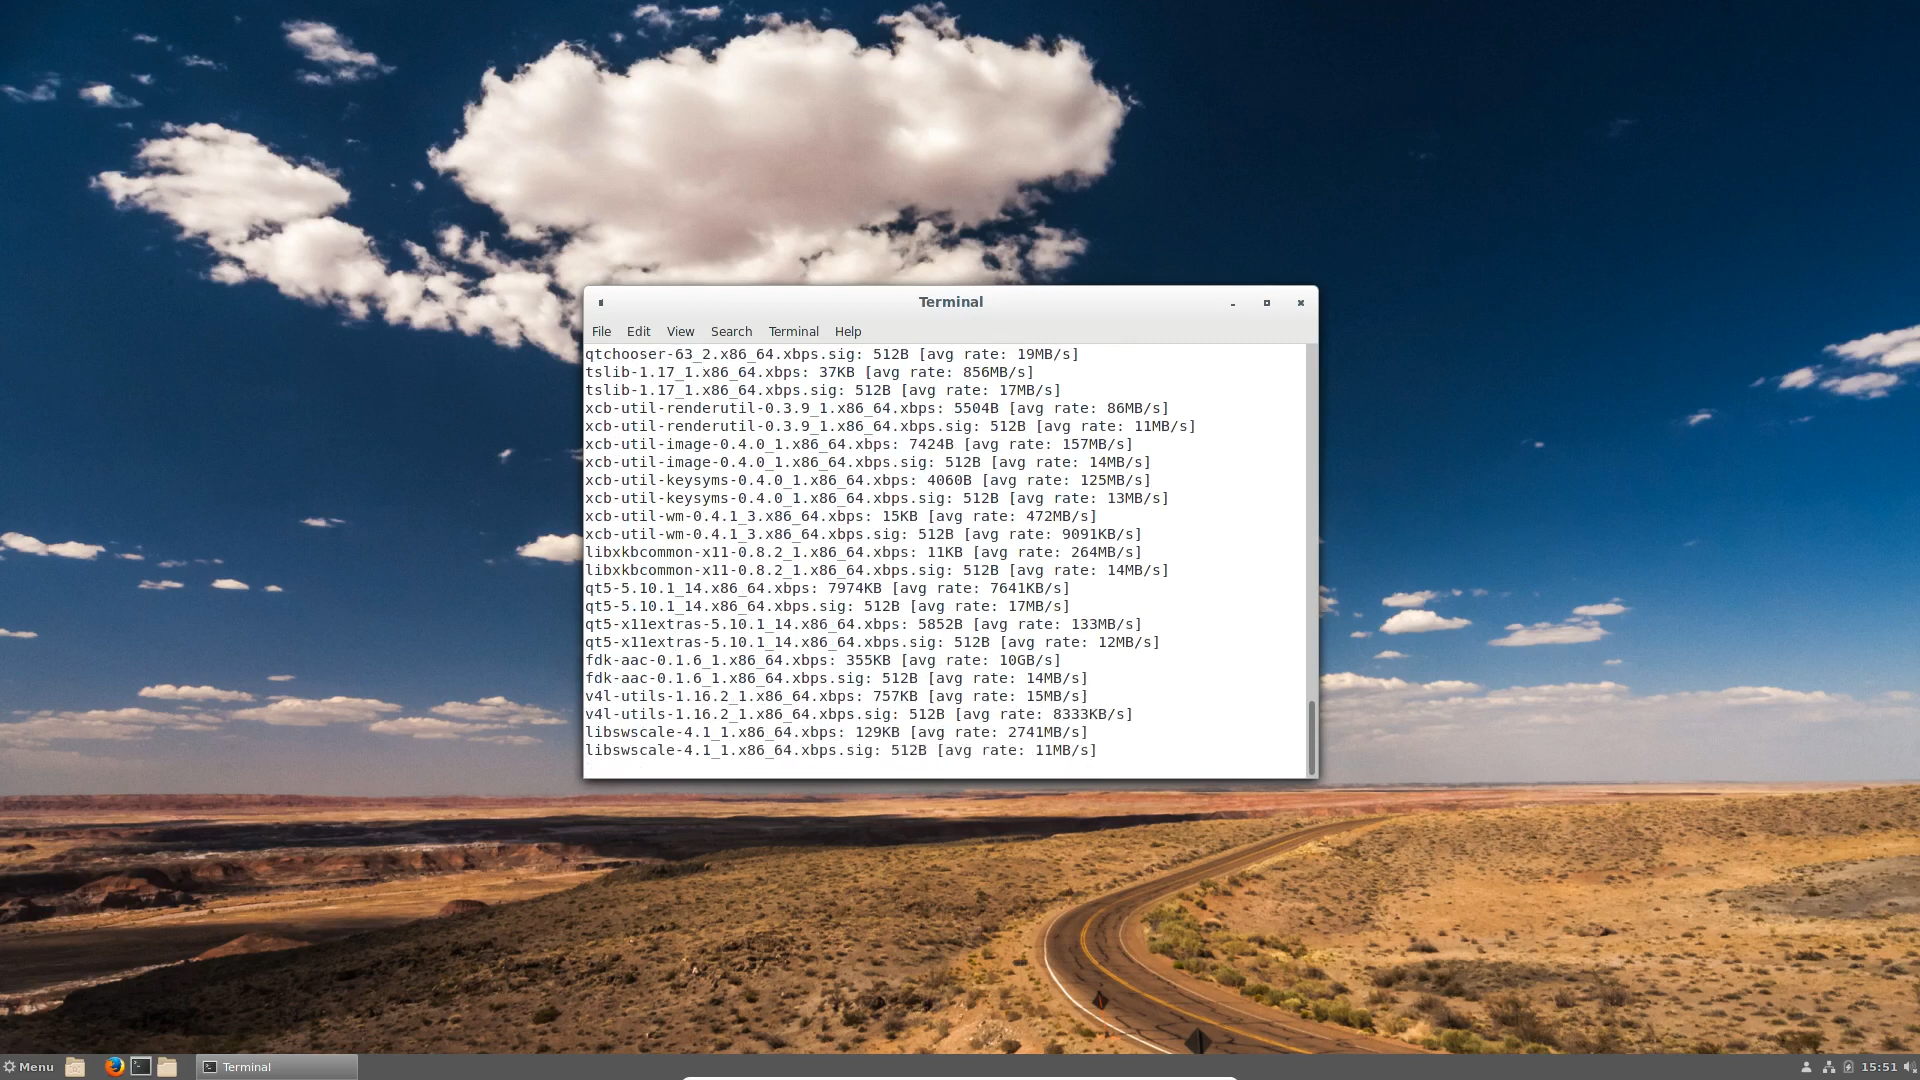 Terminal
File Edit View Search Terminal Help
qtchooser-63_2.x86_64.xbps.sig: 512B [avg rate: 19MB/s]
tslib-1.17_1.x86_64.xbps: 37KB [avg rate: 856MB/s]
tslib-1.17_1.x86_64.xbps.sig: 512B [avg rate: 17MB/s]
xcb-util-renderutil-0.3.9_1.x86_64.xbps: 5504B [avg rate: 86MB/s]
xcb-util-renderutil-0.3.9_1.x86_64.xbps.sig: 512B [avg rate: 11MB/s]
xcb-util-image-0.4.0_1.x86_64.xbps: 7424B [avg rate: 157MB/s]
xcb-util-image-0.4.0_1.x86_64.xbps.sig: 512B [avg rate: 14MB/s]
xcb-util-keysyms-0.4.0_1.x86_64.xbps: 4060B [avg rate: 125MB/s]
xcb-util-keysyms-0.4.0_1.x86_64.xbps.sig: 512B [avg rate: 13MB/s]
xcb-util-wm-0.4.1_3.x86_64.xbps: 15KB [avg rate: 472MB/s]
xcb-util-wm-0.4.1_3.x86_64.xbps.sig: 512B [avg rate: 9091KB/s]
libxkbcommon-x11-0.8.2_1.x86_64.xbps: 11KB [avg rate: 264MB/s]
libxkbcommon-x11-0.8.2_1.x86_64.xbps.sig: 512B [avg rate: 14MB/s]
qt5-5.10.1_14.x86_64.xbps: 7974KB [avg rate: 7641KB/s]
qt5-5.10.1_14.x86_64.xbps.sig: 512B [avg rate: 17MB/s]
qt5-x11extras-5.10.1_14.x86_64.xbps: 5852B [avg rate: 133MB/s]
qt5-x11extras-5.10.1_14.x86_64.xbps.sig: 512B [avg rate: 12MB/s]
fdk-aac-0.1.6_1.x86_64.xbps: 355KB [avg rate: 10GB/s]
fdk-aac-0.1.6_1.x86_64.xbps.sig: 512B [avg rate: 14MB/s]
v4l-utils-1.16.2_1.x86_64.xbps: 757KB [avg rate: 15MB/s]
v4l-utils-1.16.2_1.x86_64.xbps.sig: 512B [avg rate: 8333KB/s]
libswscale-4.1_1.x86_64.xbps: 129KB [avg rate: 2741MB/s]
libswscale-4.1_1.x86_64.xbps.sig: 512B [avg rate: 11MB/s]
Menu Terminal 15:51